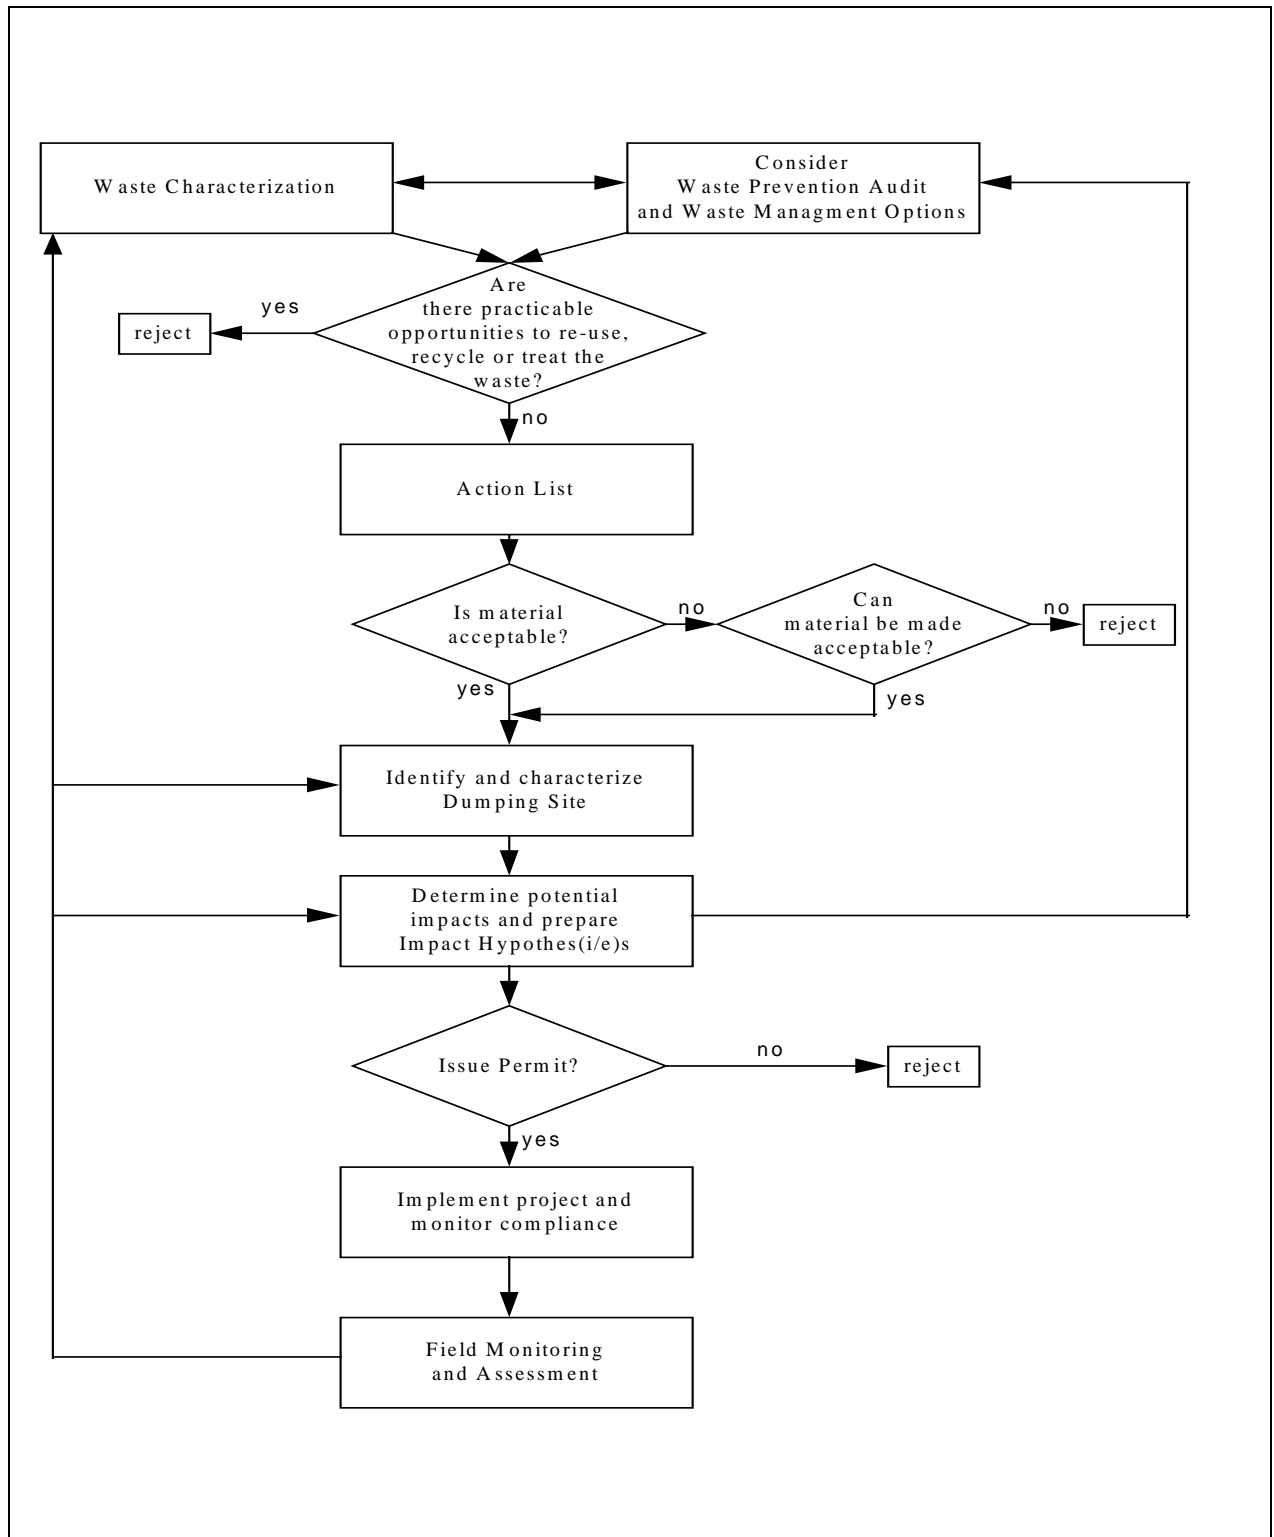 Waste Characterization
Consider
Waste Prevention Audit
and Waste Managment Options
Are
there practicable
opportunities to re-use,
recycle or treat the
waste?
yes
reject
no
Action List
Is material
acceptable?
no
Can
material be made
acceptable?
no
reject
yes
yes
Identify and characterize
Dumping Site
Determine potential
impacts and prepare
Impact Hypothes(i/e)s
Issue Permit?
no
reject
yes
Implement project and
monitor compliance
Field Monitoring
and Assessment